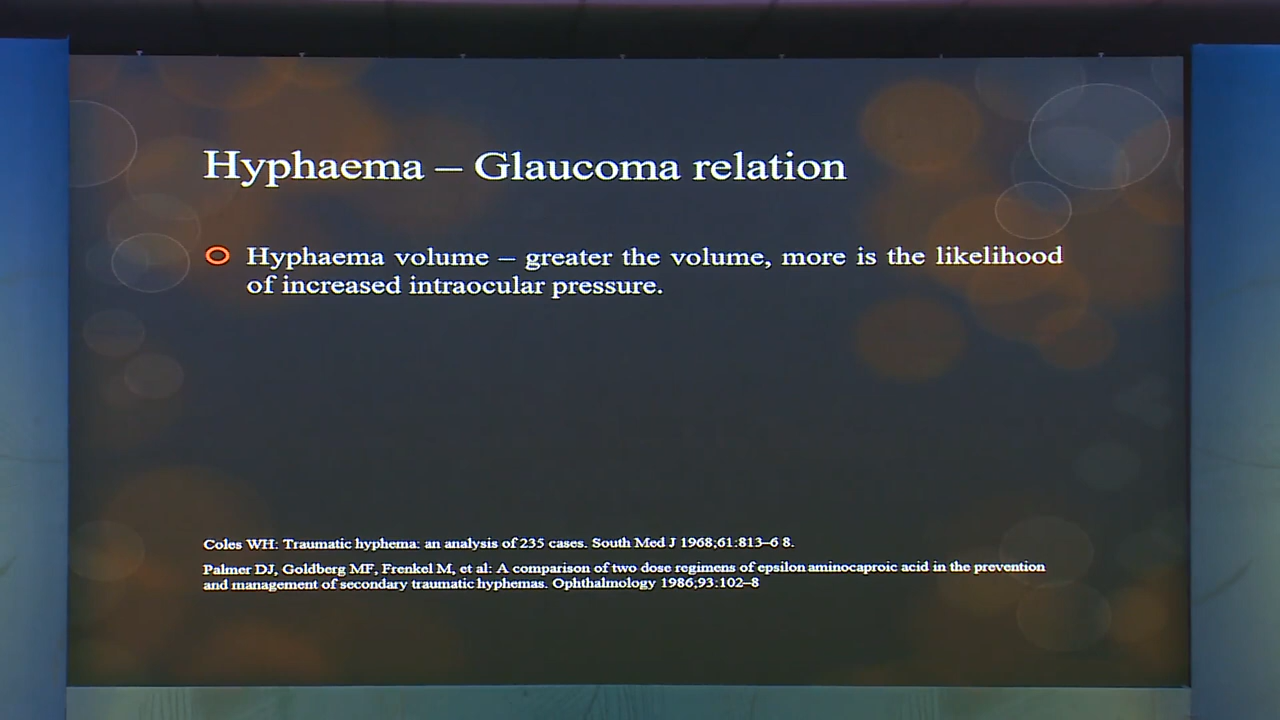 Hyphaema – Glaucoma relation
Hyphaema volume – greater the volume, more is the likelihood
of increased intraocular pressure.
Coles WH: Traumatic hyphema: an analysis of 235 cases. South Med J 1968;61:813–6 8.
Palmer DJ, Goldberg MF, Frenkel M, et al: A comparison of two dose regimens of epsilon aminocaproic acid in the prevention
and management of secondary traumatic hyphemas. Ophthalmology 1986;93:102–8